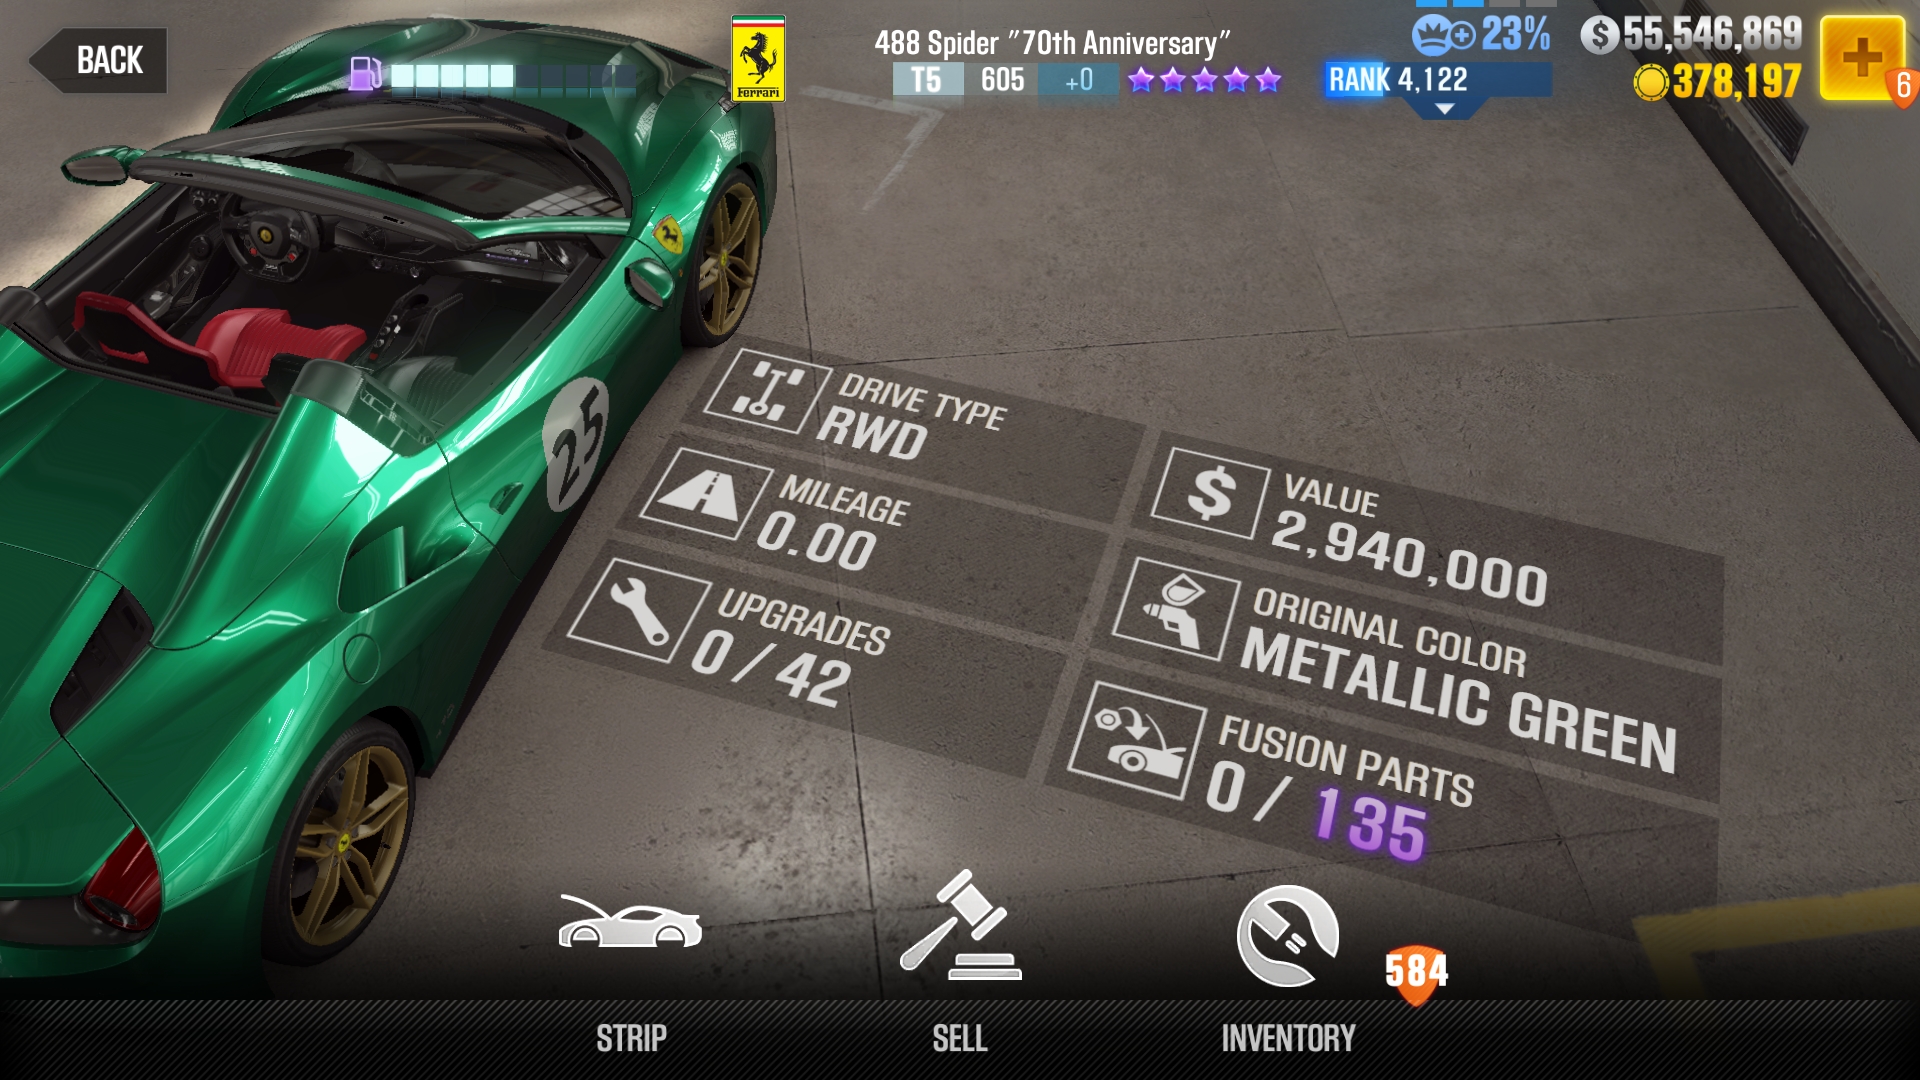 BACK
Ferrari
488 Spider "70th Anniversary"
T5 605 +0
RANK 4,122
23%
55,546,869
378,197
6
25
DRIVE TYPE
RWD
MILEAGE
0.00
UPGRADES
0/42
VALUE
2,940,000
ORIGINAL COLOR
METALLIC GREEN
FUSION PARTS
0/ 135
584
STRIP
SELL
INVENTORY